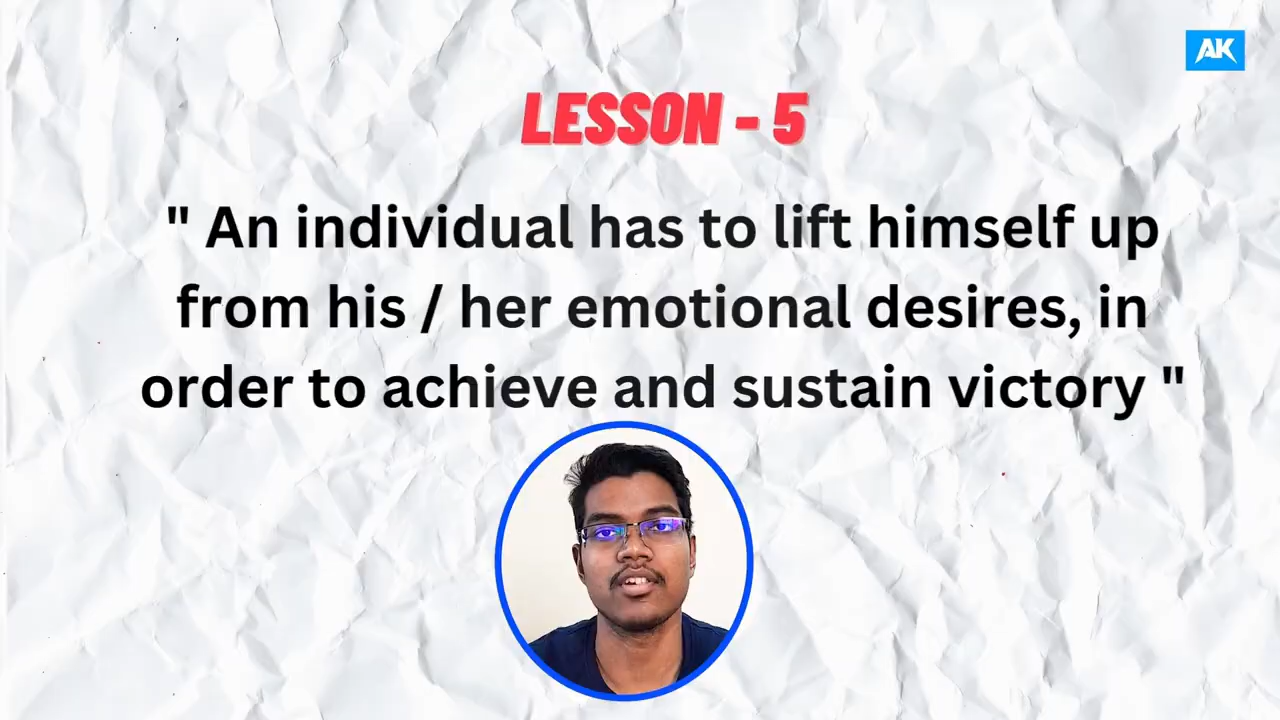 AK
LESSON - 5
" An individual has to lift himself up
from his / her emotional desires, in
order to achieve and sustain victory "